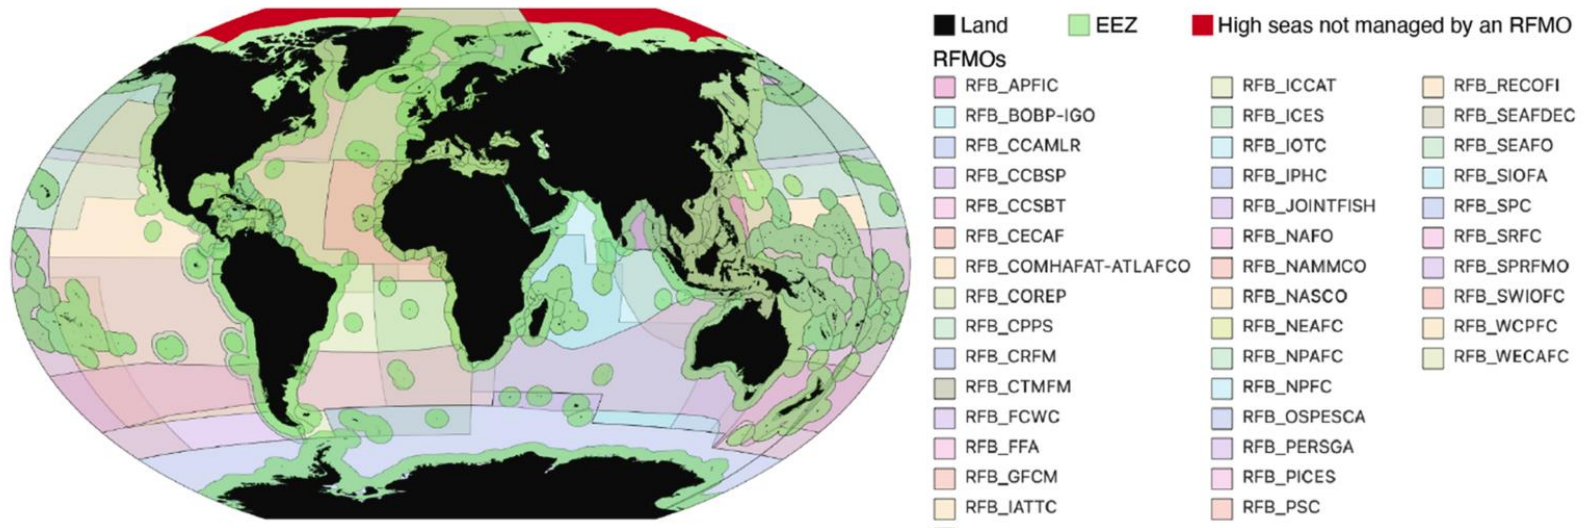 Land
EEZ
High seas not managed by an RFMO
RFMOs
RFB_APFIC
RFB_BOBP-IGO
RFB_CCAMLR
RFB_CCBSP
RFB_CCSBT
RFB_CECAF
RFB_COMHAFAT-ATLAFCO
RFB_COREP
RFB_CPPS
RFB_CRFM
RFB_CTMFM
RFB_FCWC
RFB_FFA
RFB_GFCM
RFB_IATTC
RFB_ICCAT
RFB_ICES
RFB_IOTC
RFB_IPHC
RFB_JOINTFISH
RFB_NAFO
RFB_NAMMCO
RFB_NASCO
RFB_NEAFC
RFB_NPAFC
RFB_NPFC
RFB_OSPESCA
RFB_PERSGA
RFB_PICES
RFB_PSC
RFB_RECOFI
RFB_SEAFDEC
RFB_SEAFO
RFB_SIOFA
RFB_SPC
RFB_SRFC
RFB_SPRFMO
RFB_SWIOFC
RFB_WCPFC
RFB_WECAFC